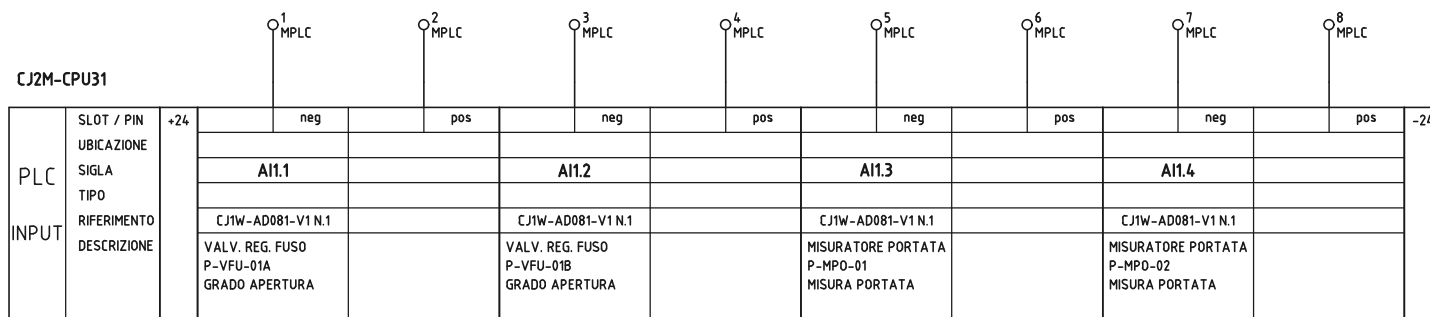 1 2 3 4 5 6 7 8
MPLC MPLC MPLC MPLC MPLC MPLC MPLC MPLC
CJ2M-CPU31
SLOT / PIN +24 neg pos neg pos neg pos neg pos -24
UBICAZIONE
PLC SIGLA AI1.1 AI1.2 AI1.3 AI1.4
TIPO
INPUT RIFERIMENTO CJ1W-AD081-V1 N.1 CJ1W-AD081-V1 N.1 CJ1W-AD081-V1 N.1 CJ1W-AD081-V1 N.1
DESCRIZIONE VALV. REG. FUSO VALV. REG. FUSO MISURATORE PORTATA MISURATORE PORTATA
P-VFU-01A P-VFU-01B P-MPO-01 P-MPO-02
GRADO APERTURA GRADO APERTURA MISURA PORTATA MISURA PORTATA